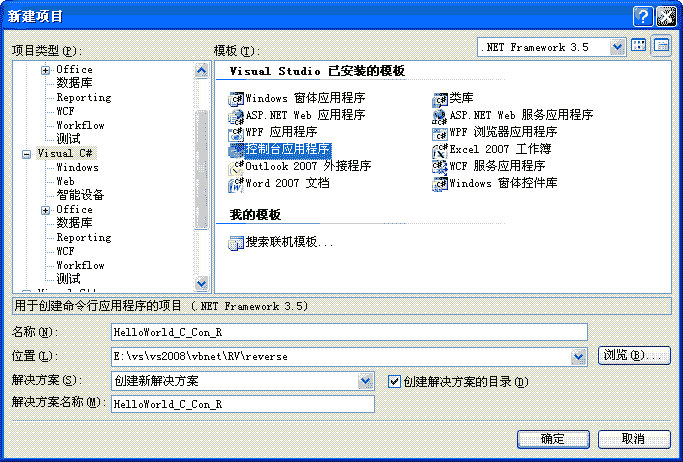 新建项目
项目类型(P):
模板(T):
.NET Framework 3.5
Office
数据库
Reporting
WCF
Workflow
测试
Visual C#
Windows
Web
智能设备
Office
数据库
Reporting
WCF
Workflow
测试
Visual Studio 已安装的模板
Windows 窗体应用程序
类库
ASP.NET Web 应用程序
ASP.NET Web 服务应用程序
WPF 应用程序
WPF 浏览器应用程序
控制台应用程序
Excel 2007 工作簿
Outlook 2007 外接程序
WCF 服务应用程序
Word 2007 文档
Windows 窗体控件库
我的模板
搜索联机模板...
用于创建命令行应用程序的项目 (.NET Framework 3.5)
名称(N): HelloWorld_C_Con_R
位置(L): E:\vs\vs2008\vbnet\RV\reverse 浏览(B)...
解决方案(S): 创建新解决方案 创建解决方案的目录(D)
解决方案名称(M): HelloWorld_C_Con_R
确定 取消